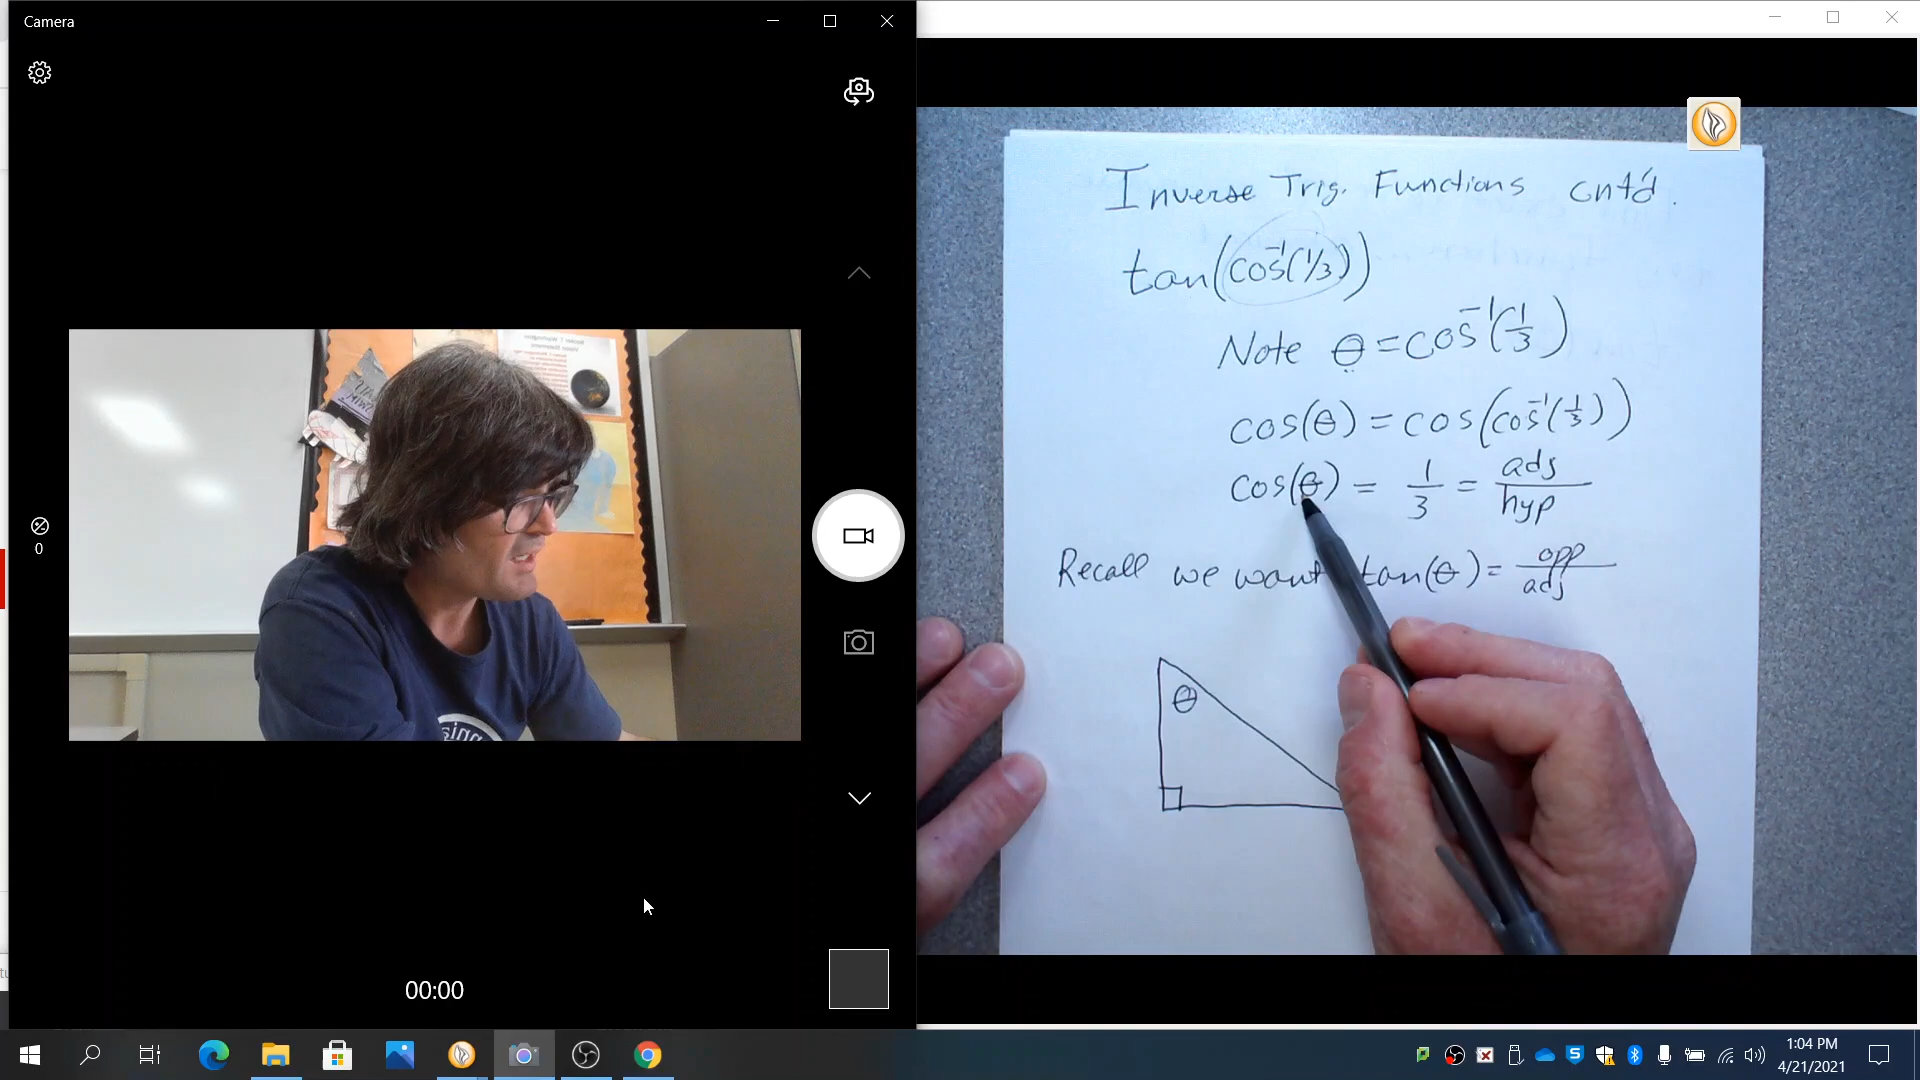 Camera
0
00:00
Inverse Trig. Functions cnt'd.
tan(cos⁻¹(1/3))
Note θ = cos⁻¹(1/3)
cos(θ) = cos(cos⁻¹(1/3))
cos(θ) = 1/3 = adj/hyp
Recall we want tan(θ) = opp/adj
θ
1:04 PM
4/21/2021